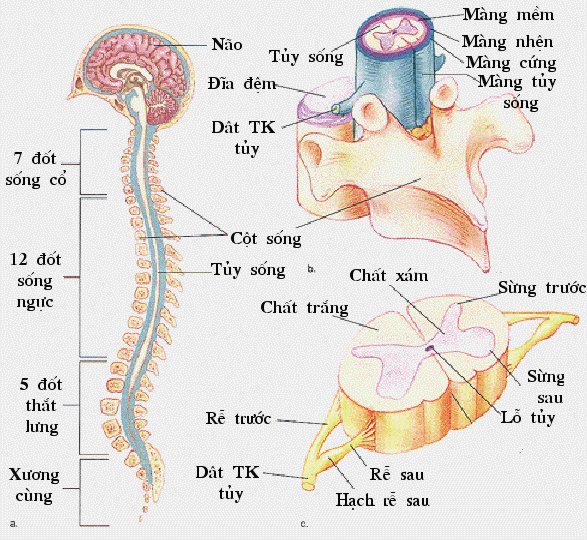 Não
7 đốt
sống cổ
12 đốt
sống
ngực
5 đốt
thắt
lưng
Xương
cùng
Cột sống
Tủy sống
a.
Màng mềm
Màng nhện
Màng cứng
Màng tủy
sống
Tủy sống
Đĩa đệm
Dât TK
tủy
b.
Chất xám
Sừng trước
Chất trắng
Sừng
sau
Lỗ tủy
Rễ trước
Rễ sau
Dât TK
tủy
Hạch rễ sau
c.